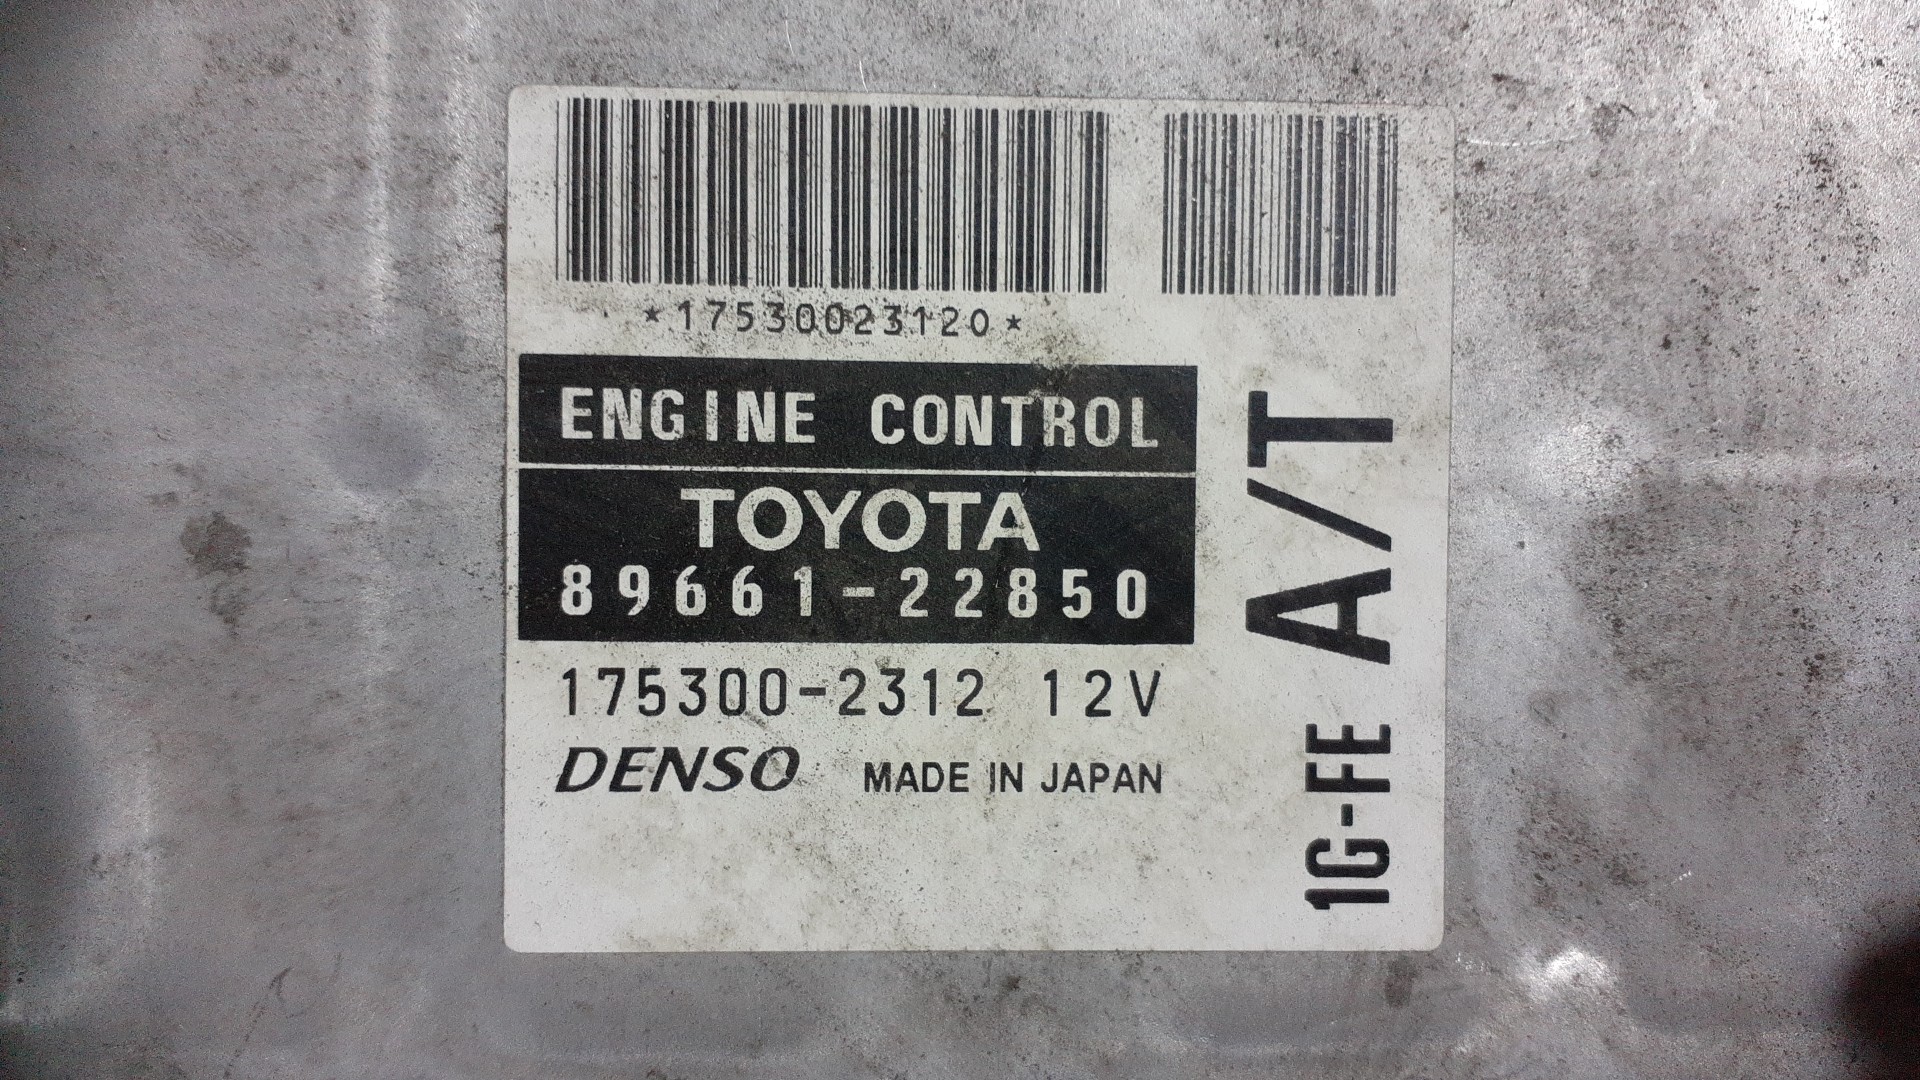 *17530023120*
ENGINE CONTROL
TOYOTA
89661-22850
175300-2312 12V
DENSO MADE IN JAPAN
1G-FE A/T